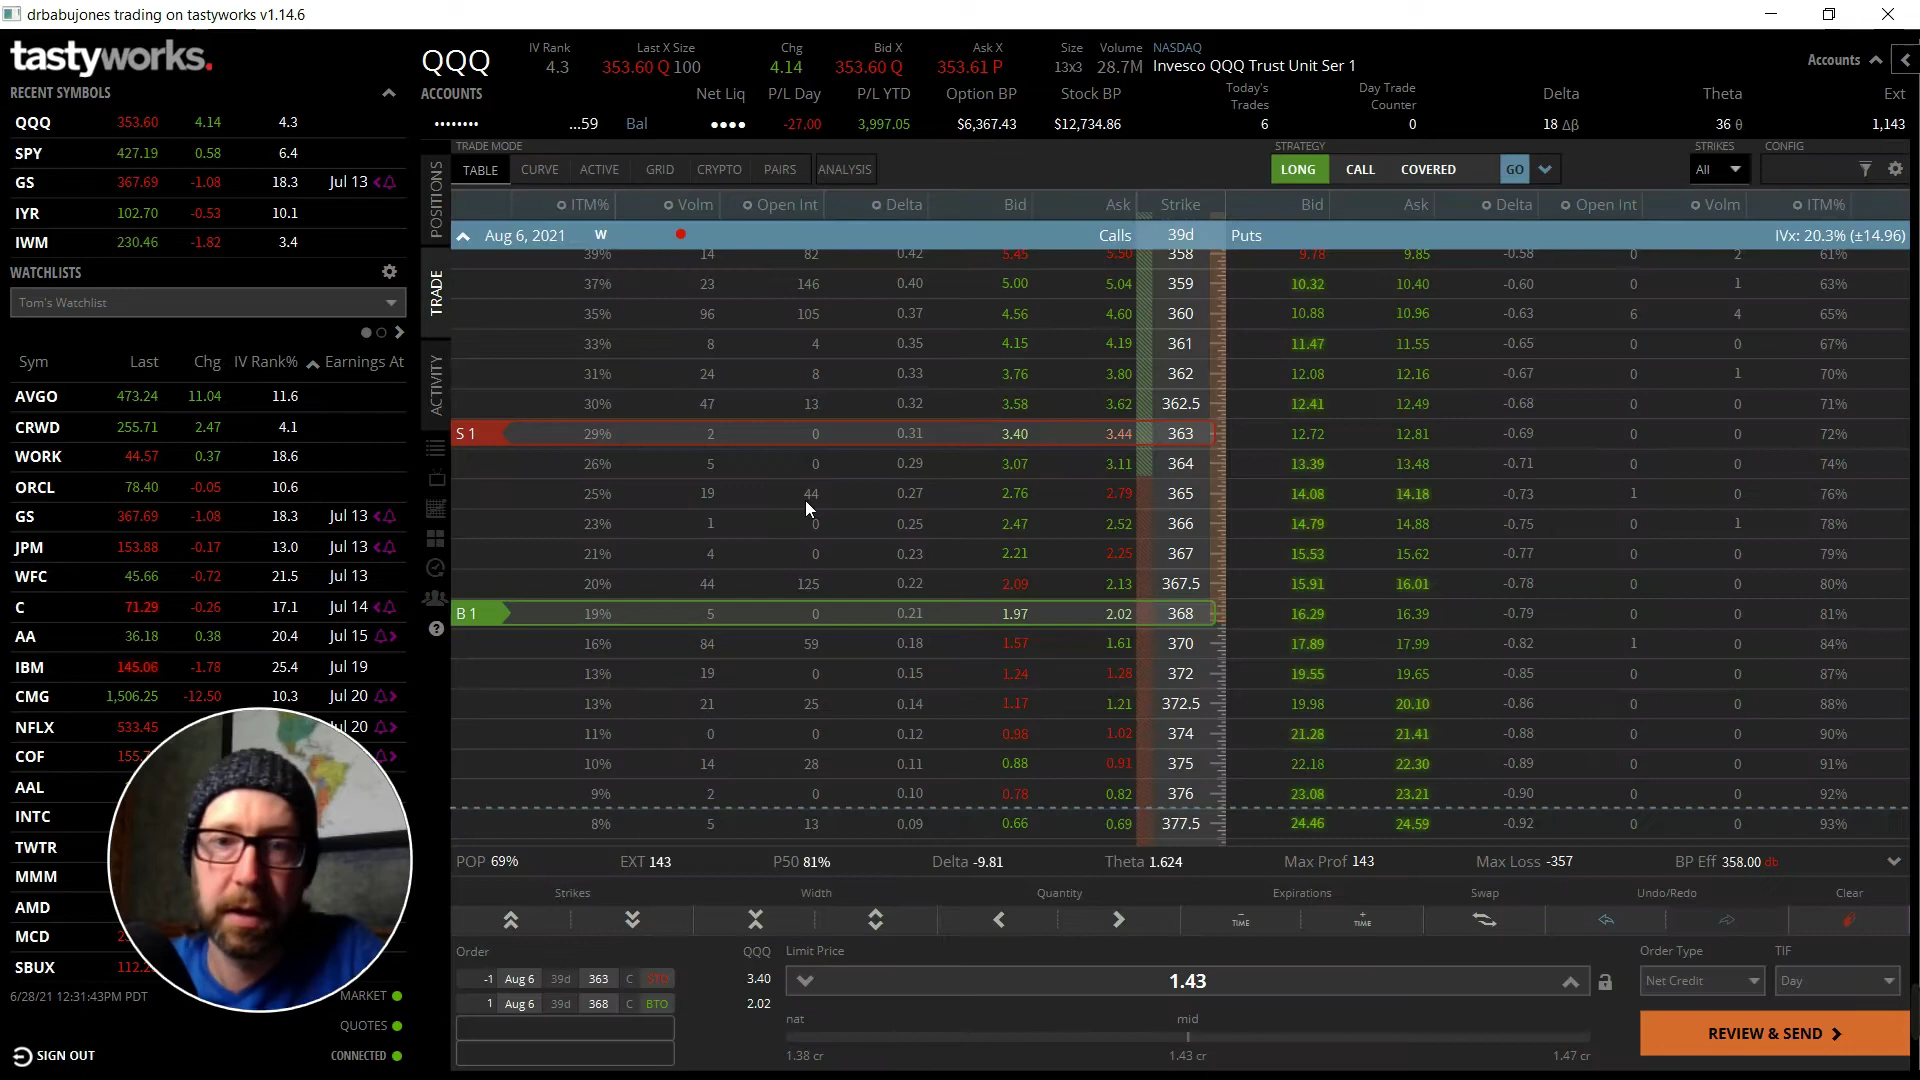 drbabujones trading on tastyworks v1.14.6
tastyworks.
QQQ
IV Rank Last X Size Chg Bid X Ask X Size Volume NASDAQ
4.3 353.60 Q 100 4.14 353.60 Q 353.61 P 13x3 28.7M Invesco QQQ Trust Unit Ser 1
Accounts
RECENT SYMBOLS
QQQ 353.60 4.14 4.3
SPY 427.19 0.58 6.4
GS 367.69 -1.08 18.3 Jul 13
IYR 102.70 -0.53 10.1
IWM 230.46 -1.82 3.4
WATCHLISTS
Tom's Watchlist
Sym Last Chg IV Rank% Earnings At
AVGO 473.24 11.04 11.6
CRWD 255.71 2.47 4.1
WORK 44.57 0.37 18.6
ORCL 78.40 -0.05 10.6
GS 367.69 -1.08 18.3 Jul 13
JPM 153.88 -0.17 13.0 Jul 13
WFC 45.66 -0.72 21.5 Jul 13
C 71.29 -0.26 17.1 Jul 14
AA 36.18 0.38 20.4 Jul 15
IBM 145.06 -1.78 25.4 Jul 19
CMG 1,506.25 -12.50 10.3 Jul 20
NFLX 533.45 Jul 20
COF 155.
AAL
INTC
TWTR
MMM
AMD
MCD
SBUX 112.2
6/28/21 12:31:43PM PDT
MARKET
QUOTES
SIGN OUT CONNECTED
ACCOUNTS Net Liq P/L Day P/L YTD Option BP Stock BP Today's Trades Day Trade Counter Delta Theta Ext
•••••••• ...59 Bal •••• -27.00 3,997.05 $6,367.43 $12,734.86 6 0 18 Δβ 36 θ 1,143
POSITIONS
TRADE
ACTIVITY
TRADE MODE STRATEGY STRIKES CONFIG
TABLE CURVE ACTIVE GRID CRYPTO PAIRS ANALYSIS LONG CALL COVERED GO All
ITM% Volm Open Int Delta Bid Ask Strike Bid Ask Delta Open Int Volm ITM%
Aug 6, 2021 W Calls 39d Puts IVx: 20.3% (±14.96)
39% 14 82 0.42 5.45 5.50 358 9.78 9.85 -0.58 0 2 61%
37% 23 146 0.40 5.00 5.04 359 10.32 10.40 -0.60 0 1 63%
35% 96 105 0.37 4.56 4.60 360 10.88 10.96 -0.63 6 4 65%
33% 8 4 0.35 4.15 4.19 361 11.47 11.55 -0.65 0 0 67%
31% 24 8 0.33 3.76 3.80 362 12.08 12.16 -0.67 0 1 70%
30% 47 13 0.32 3.58 3.62 362.5 12.41 12.49 -0.68 0 0 71%
S 1 29% 2 0 0.31 3.40 3.44 363 12.72 12.81 -0.69 0 0 72%
26% 5 0 0.29 3.07 3.11 364 13.39 13.48 -0.71 0 0 74%
25% 19 44 0.27 2.76 2.79 365 14.08 14.18 -0.73 1 0 76%
23% 1 0 0.25 2.47 2.52 366 14.79 14.88 -0.75 0 1 78%
21% 4 0 0.23 2.21 2.25 367 15.53 15.62 -0.77 0 0 79%
20% 44 125 0.22 2.09 2.13 367.5 15.91 16.01 -0.78 0 0 80%
B 1 19% 5 0 0.21 1.97 2.02 368 16.29 16.39 -0.79 0 0 81%
16% 84 59 0.18 1.57 1.61 370 17.89 17.99 -0.82 1 0 84%
13% 19 0 0.15 1.24 1.28 372 19.55 19.65 -0.85 0 0 87%
13% 21 25 0.14 1.17 1.21 372.5 19.98 20.10 -0.86 0 0 88%
11% 0 0 0.12 0.98 1.02 374 21.28 21.41 -0.88 0 0 90%
10% 14 28 0.11 0.88 0.91 375 22.18 22.30 -0.89 0 0 91%
9% 2 0 0.10 0.78 0.82 376 23.08 23.21 -0.90 0 0 92%
8% 5 13 0.09 0.66 0.69 377.5 24.46 24.59 -0.92 0 0 93%
POP 69% EXT 143 P50 81% Delta -9.81 Theta 1.624 Max Prof 143 Max Loss -357 BP Eff 358.00 db
Strikes Width Quantity Expirations Swap Undo/Redo Clear
TIME TIME
Order QQQ Limit Price Order Type TIF
-1 Aug 6 39d 363 C STO 3.40 1.43 Net Credit Day
1 Aug 6 39d 368 C BTO 2.02
nat mid
1.38 cr 1.43 cr 1.47 cr
REVIEW & SEND